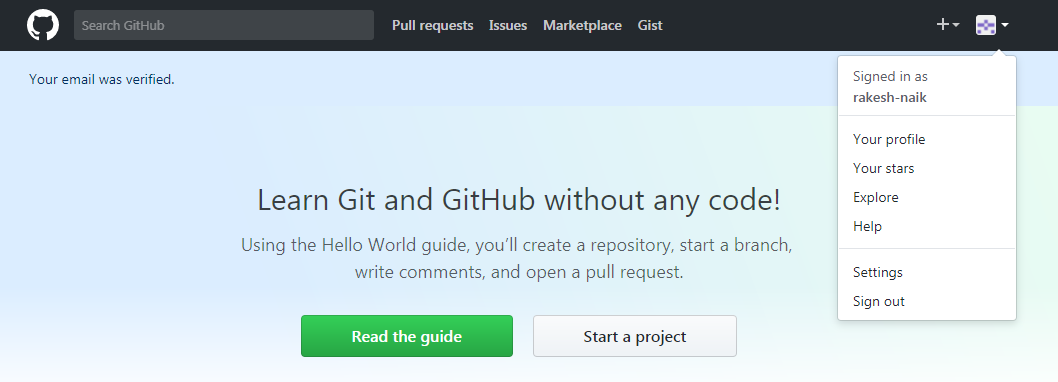 Search GitHub Pull requests Issues Marketplace Gist
Your email was verified.
Signed in as
rakesh-naik
Your profile
Your stars
Explore
Help
Settings
Sign out
Learn Git and GitHub without any code!
Using the Hello World guide, you’ll create a repository, start a branch,
write comments, and open a pull request.
Read the guide Start a project